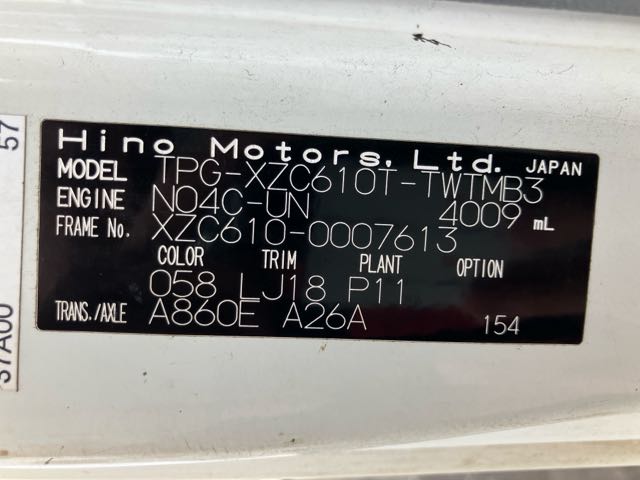 Hino Motors, Ltd. JAPAN
MODEL TPG-XZC610T-TWTMB3
ENGINE N04C-UN 4009 mL
FRAME No. XZC610-0007613
COLOR TRIM PLANT OPTION
058 LJ18 P11
TRANS./AXLE A860E A26A 154
57
37A00